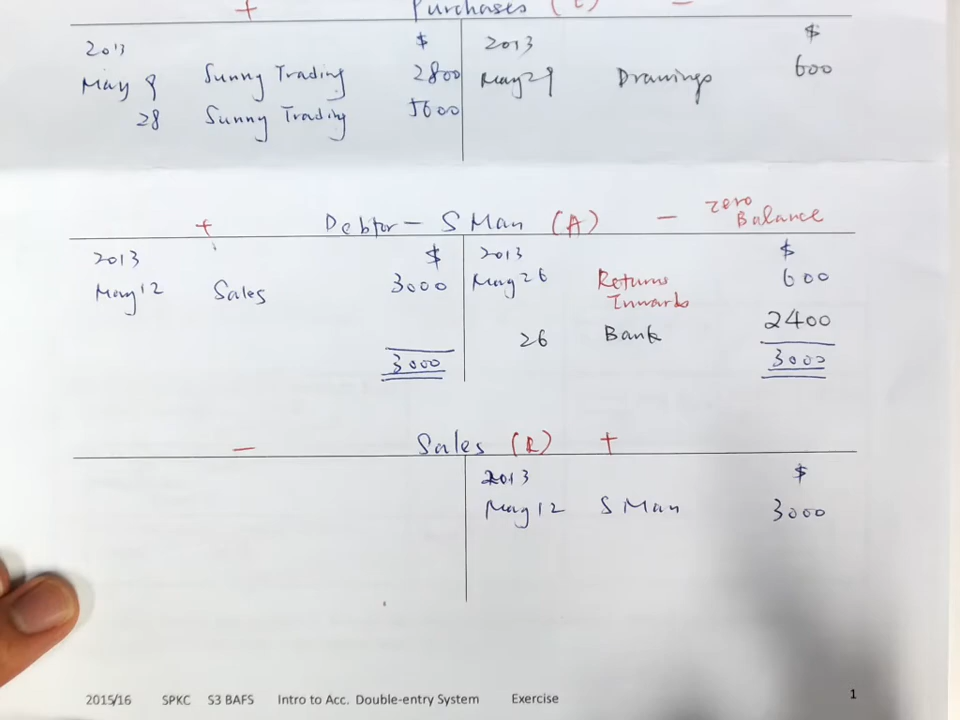 + Purchases (E) −
2013 $ 2013 $
May 9 Sunny Trading 2800 May 29 Drawings 600
28 Sunny Trading 5600
+ Debtor – S Man (A) − zero Balance
2013 $ 2013 $
May 12 Sales 3000 May 26 Returns Inwards 600
26 Bank 2400
3000 3000
− Sales (R) +
2013 $
May 12 S Man 3000
2015/16 SPKC S3 BAFS Intro to Acc. Double-entry System Exercise 1